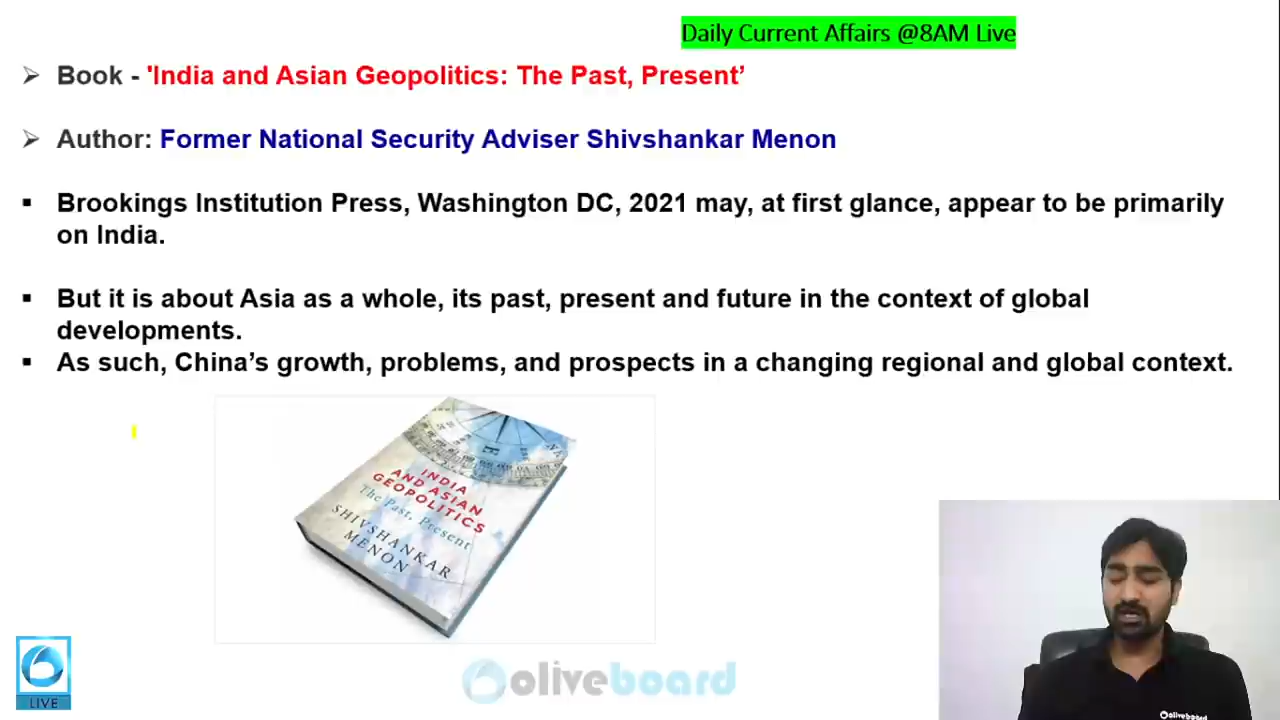 Daily Current Affairs @8AM Live
➢ Book - 'India and Asian Geopolitics: The Past, Present’
➢ Author: Former National Security Adviser Shivshankar Menon
▪ Brookings Institution Press, Washington DC, 2021 may, at first glance, appear to be primarily
on India.
▪ But it is about Asia as a whole, its past, present and future in the context of global
developments.
▪ As such, China’s growth, problems, and prospects in a changing regional and global context.
INDIA
AND ASIAN
GEOPOLITICS
The Past, Present
SHIVSHANKAR
MENON
LIVE
oliveboard
oliveboard